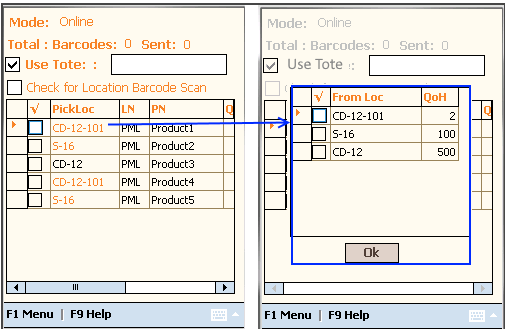 Mode: Online
Total : Barcodes: 0 Sent: 0
Use Tote: :
Check for Location Barcode Scan
√ PickLoc LN PN Q
CD-12-101 PML Product1
S-16 PML Product2
CD-12 PML Product3
CD-12-101 PML Product4
S-16 PML Product5
F1 Menu | F9 Help
Mode: Online
Total : Barcodes: 0 Sent: 0
Use Tote :
√ From Loc QoH
CD-12-101 2
S-16 100
CD-12 500
Q
Ok
F1 Menu | F9 Help